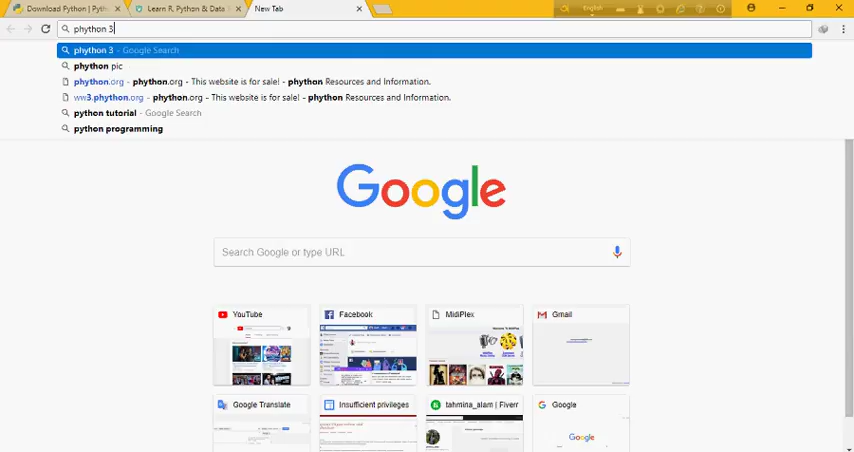 Download Python | Pyth
Learn R, Python & Data A
New Tab
English
phython 3
phython 3 - Google Search
phython pic
phython.org - phython.org - This website is for sale! - phython Resources and Information.
ww3.phython.org - phython.org - This website is for sale! - phython Resources and Information.
python tutorial - Google Search
python programming
Google
Search Google or type URL
YouTube
Facebook
MidiPlex
Gmail
Google Translate
Insufficient privileges
tahmina_alam | Fiverr
Google
Google